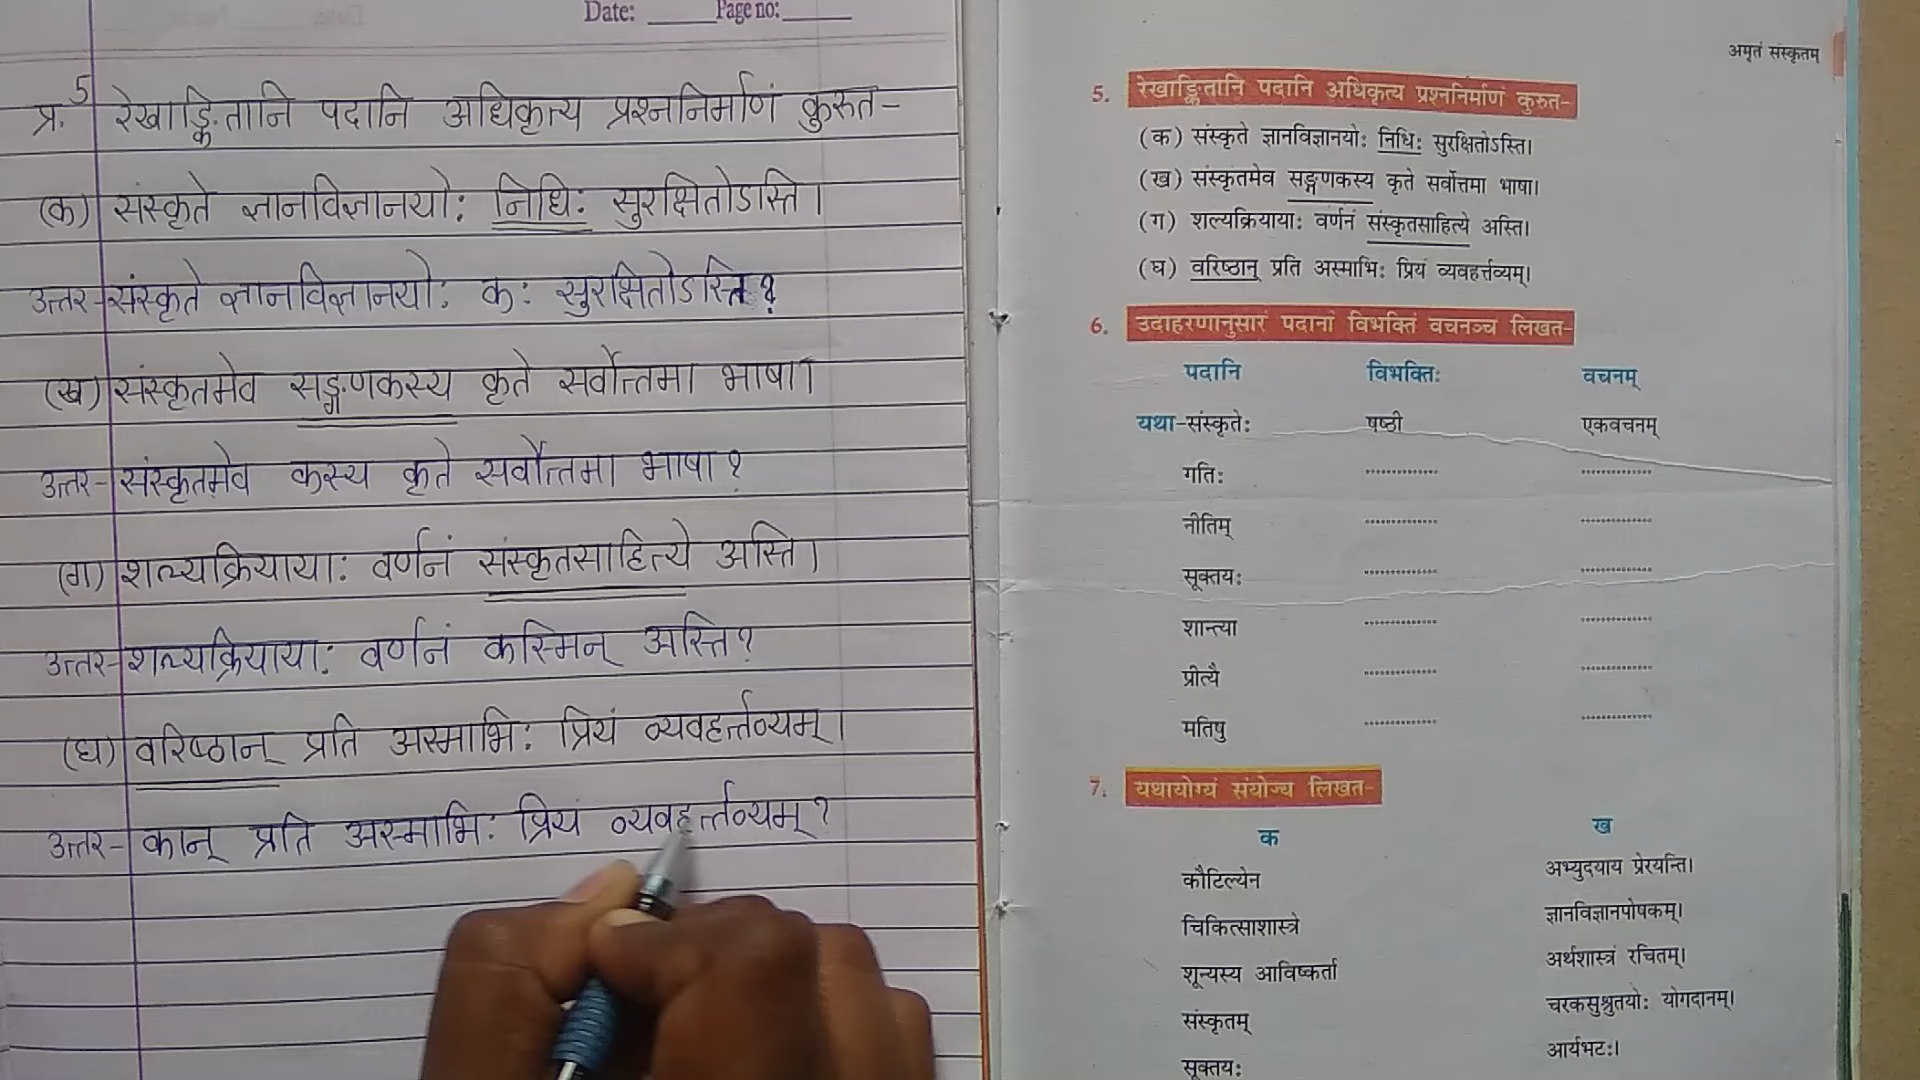 Date: ______ Page no: ______
प्र. 5 रेखाङ्कितानि पदानि अधिकृत्य प्रश्ननिर्माणं कुरुत-
(क) संस्कृते ज्ञानविज्ञानयो: निधि: सुरक्षितोऽस्ति।
उत्तर- संस्कृते ज्ञानविज्ञानयो: क: सुरक्षितोऽस्ति?
(ख) संस्कृतमेव सङ्गणकस्य कृते सर्वोत्तमा भाषा।
उत्तर- संस्कृतमेव कस्य कृते सर्वोत्तमा भाषा?
(ग) शल्यक्रियाया: वर्णनं संस्कृतसाहित्ये अस्ति।
उत्तर- शल्यक्रियाया: वर्णनं कस्मिन् अस्ति?
(घ) वरिष्ठान् प्रति अस्माभि: प्रियं व्यवहर्त्तव्यम्।
उत्तर- कान् प्रति अस्माभि: प्रियं व्यवहर्त्तव्यम्?
अमृतं संस्कृतम्
5. रेखाङ्कितानि पदानि अधिकृत्य प्रश्ननिर्माणं कुरुत-
(क) संस्कृते ज्ञानविज्ञानयोः निधिः सुरक्षितोऽस्ति।
(ख) संस्कृतमेव सङ्गणकस्य कृते सर्वोत्तमा भाषा।
(ग) शल्यक्रियायाः वर्णनं संस्कृतसाहित्ये अस्ति।
(घ) वरिष्ठान् प्रति अस्माभिः प्रियं व्यवहर्त्तव्यम्।
6. उदाहरणानुसारं पदानां विभक्तिं वचनञ्च लिखत-
पदानि विभक्तिः वचनम्
यथा-संस्कृतेः षष्ठी एकवचनम्
गतिः .............. ..............
नीतिम् .............. ..............
सूक्तयः .............. ..............
शान्त्या .............. ..............
प्रीत्यै .............. ..............
मतिषु .............. ..............
7. यथायोग्यं संयोज्य लिखत-
क ख
कौटिल्येन अभ्युदयाय प्रेरयन्ति।
चिकित्साशास्त्रे ज्ञानविज्ञानपोषकम्।
शून्यस्य आविष्कर्ता अर्थशास्त्रं रचितम्।
संस्कृतम् चरकसुश्रुतयोः योगदानम्।
सूक्तयः आर्यभटः।